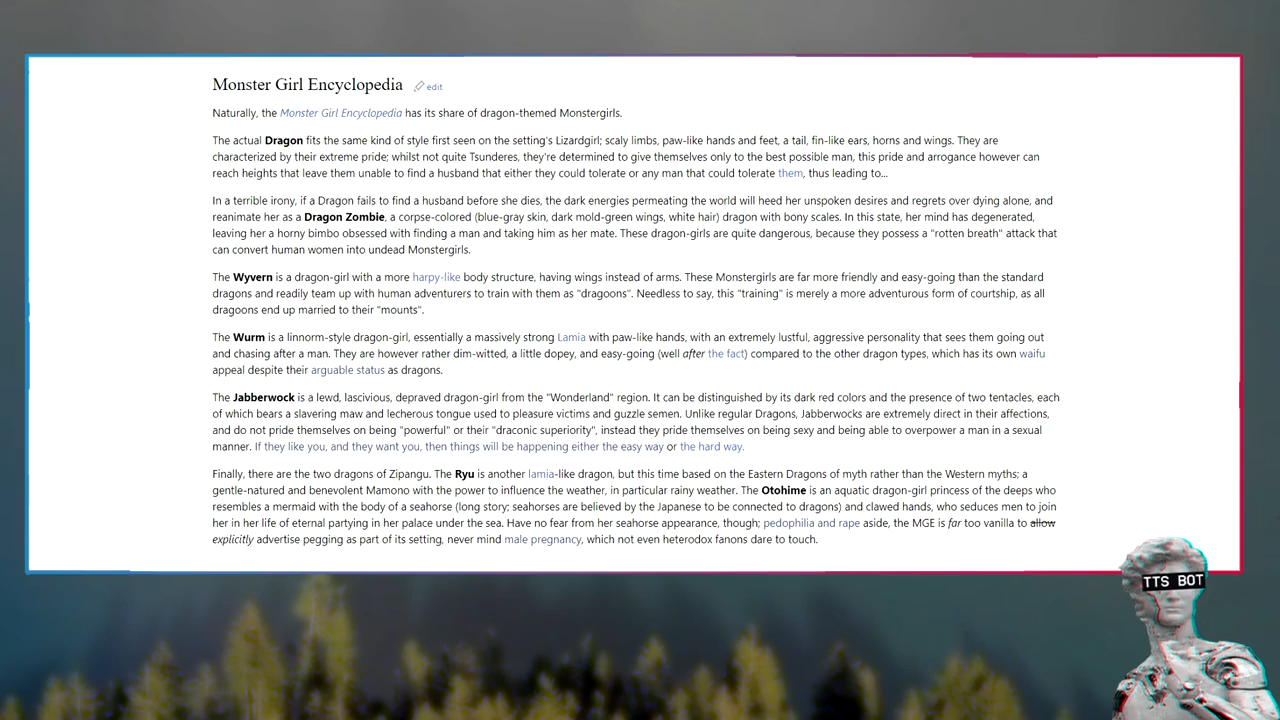 Monster Girl Encyclopedia edit
Naturally, the Monster Girl Encyclopedia has its share of dragon-themed Monstergirls.
The actual Dragon fits the same kind of style first seen on the setting's Lizardgirl; scaly limbs, paw-like hands and feet, a tail, fin-like ears, horns and wings. They are
characterized by their extreme pride; whilst not quite Tsunderes, they're determined to give themselves only to the best possible man, this pride and arrogance however can
reach heights that leave them unable to find a husband that either they could tolerate or any man that could tolerate them, thus leading to...
In a terrible irony, if a Dragon fails to find a husband before she dies, the dark energies permeating the world will heed her unspoken desires and regrets over dying alone, and
reanimate her as a Dragon Zombie, a corpse-colored (blue-gray skin, dark mold-green wings, white hair) dragon with bony scales. In this state, her mind has degenerated,
leaving her a horny bimbo obsessed with finding a man and taking him as her mate. These dragon-girls are quite dangerous, because they possess a "rotten breath" attack that
can convert human women into undead Monstergirls.
The Wyvern is a dragon-girl with a more harpy-like body structure, having wings instead of arms. These Monstergirls are far more friendly and easy-going than the standard
dragons and readily team up with human adventurers to train with them as "dragoons". Needless to say, this "training" is merely a more adventurous form of courtship, as all
dragoons end up married to their "mounts".
The Wurm is a linnorm-style dragon-girl, essentially a massively strong Lamia with paw-like hands, with an extremely lustful, aggressive personality that sees them going out
and chasing after a man. They are however rather dim-witted, a little dopey, and easy-going (well after the fact) compared to the other dragon types, which has its own waifu
appeal despite their arguable status as dragons.
The Jabberwock is a lewd, lascivious, depraved dragon-girl from the "Wonderland" region. It can be distinguished by its dark red colors and the presence of two tentacles, each
of which bears a slavering maw and lecherous tongue used to pleasure victims and guzzle semen. Unlike regular Dragons, Jabberwocks are extremely direct in their affections,
and do not pride themselves on being "powerful" or their "draconic superiority", instead they pride themselves on being sexy and being able to overpower a man in a sexual
manner. If they like you, and they want you, then things will be happening either the easy way or the hard way.
Finally, there are the two dragons of Zipangu. The Ryu is another lamia-like dragon, but this time based on the Eastern Dragons of myth rather than the Western myths; a
gentle-natured and benevolent Mamono with the power to influence the weather, in particular rainy weather. The Otohime is an aquatic dragon-girl princess of the deeps who
resembles a mermaid with the body of a seahorse (long story; seahorses are believed by the Japanese to be connected to dragons) and clawed hands, who seduces men to join
her in her life of eternal partying in her palace under the sea. Have no fear from her seahorse appearance, though; pedophilia and rape aside, the MGE is far too vanilla to allow
explicitly advertise pegging as part of its setting, never mind male pregnancy, which not even heterodox fanons dare to touch.
TTS BOT